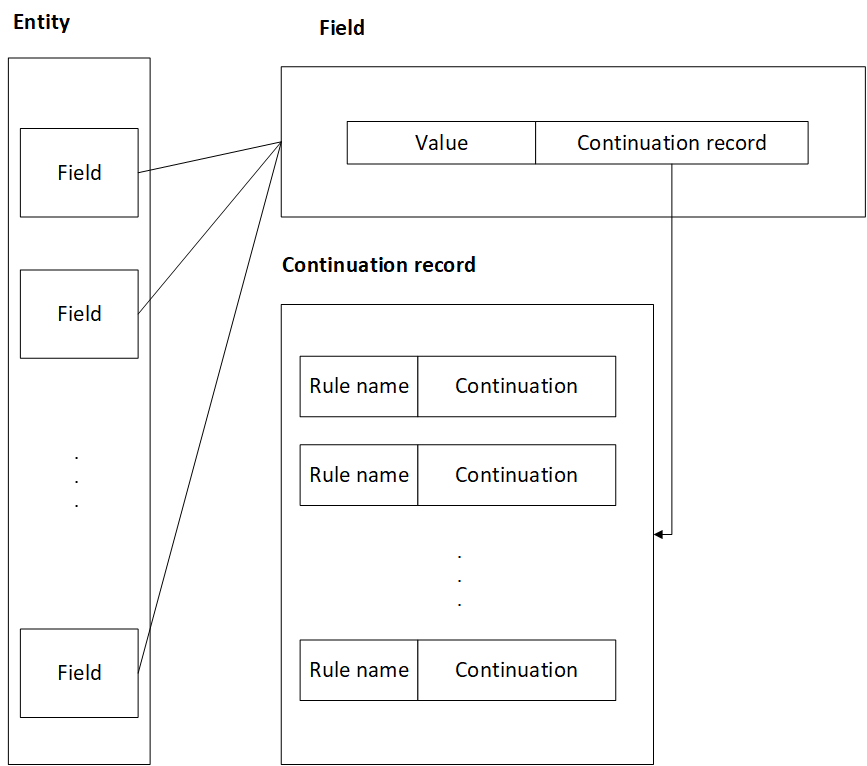 Entity
Field
Field
Field
.
.
.
Field
Field
Value
Continuation record
Continuation record
Rule name
Continuation
Rule name
Continuation
.
.
.
Rule name
Continuation